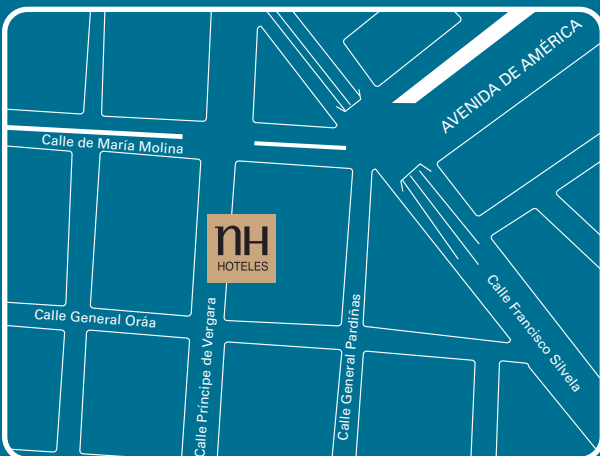 AVENIDA DE AMÉRICA
Calle de María Molina
nH
HOTELES
Calle General Oráa
Calle Príncipe de Vergara
Calle General Pardiñas
Calle Francisco Silvela